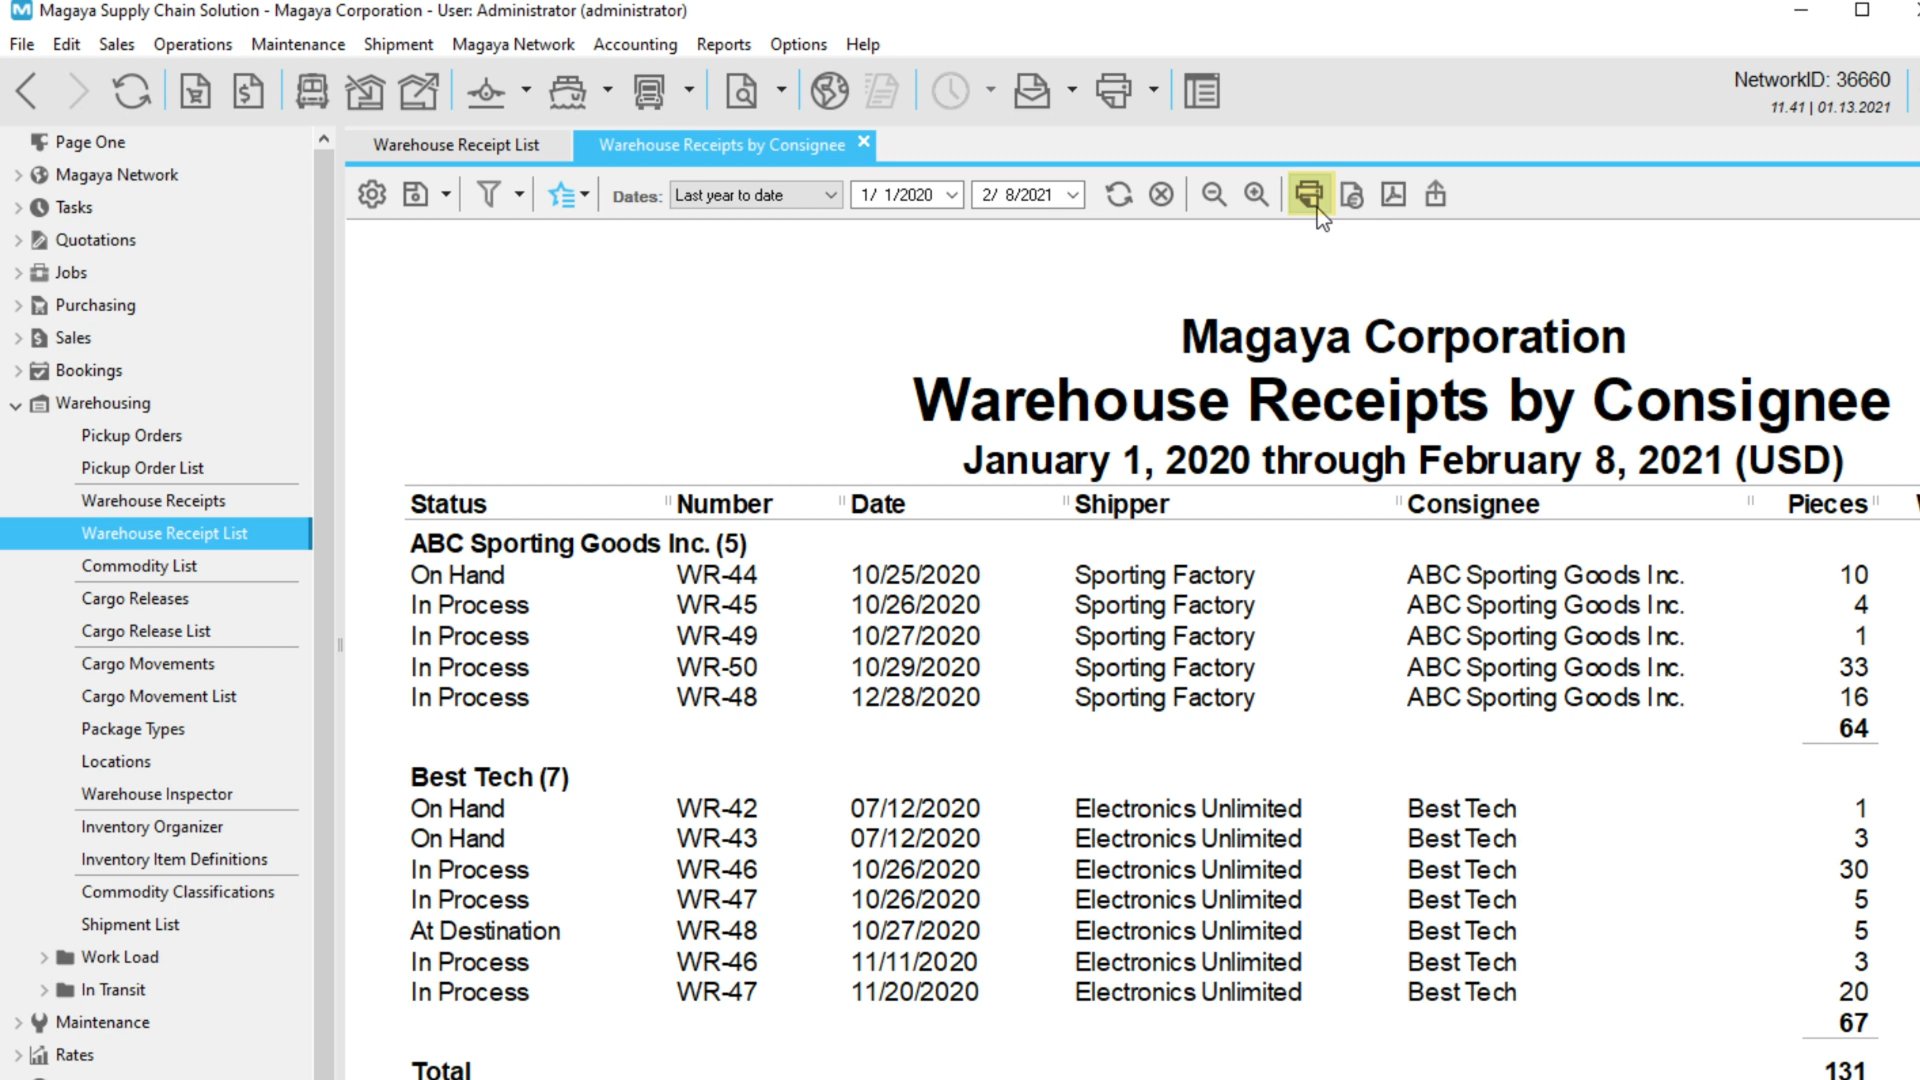 Magaya Supply Chain Solution - Magaya Corporation - User: Administrator (administrator)
File Edit Sales Operations Maintenance Shipment Magaya Network Accounting Reports Options Help
NetworkID: 36660
11.41 | 01.13.2021
Page One
Magaya Network
Tasks
Quotations
Jobs
Purchasing
Sales
Bookings
Warehousing
Pickup Orders
Pickup Order List
Warehouse Receipts
Warehouse Receipt List
Commodity List
Cargo Releases
Cargo Release List
Cargo Movements
Cargo Movement List
Package Types
Locations
Warehouse Inspector
Inventory Organizer
Inventory Item Definitions
Commodity Classifications
Shipment List
Work Load
In Transit
Maintenance
Rates
Warehouse Receipt List Warehouse Receipts by Consignee
Dates: Last year to date 1/ 1/2020 2/ 8/2021
Magaya Corporation
Warehouse Receipts by Consignee
January 1, 2020 through February 8, 2021 (USD)
Status Number Date Shipper Consignee Pieces
ABC Sporting Goods Inc. (5)
On Hand WR-44 10/25/2020 Sporting Factory ABC Sporting Goods Inc. 10
In Process WR-45 10/26/2020 Sporting Factory ABC Sporting Goods Inc. 4
In Process WR-49 10/27/2020 Sporting Factory ABC Sporting Goods Inc. 1
In Process WR-50 10/29/2020 Sporting Factory ABC Sporting Goods Inc. 33
In Process WR-48 12/28/2020 Sporting Factory ABC Sporting Goods Inc. 16
64
Best Tech (7)
On Hand WR-42 07/12/2020 Electronics Unlimited Best Tech 1
On Hand WR-43 07/12/2020 Electronics Unlimited Best Tech 3
In Process WR-46 10/26/2020 Electronics Unlimited Best Tech 30
In Process WR-47 10/26/2020 Electronics Unlimited Best Tech 5
At Destination WR-48 10/27/2020 Electronics Unlimited Best Tech 5
In Process WR-46 11/11/2020 Electronics Unlimited Best Tech 3
In Process WR-47 11/20/2020 Electronics Unlimited Best Tech 20
67
Total 131